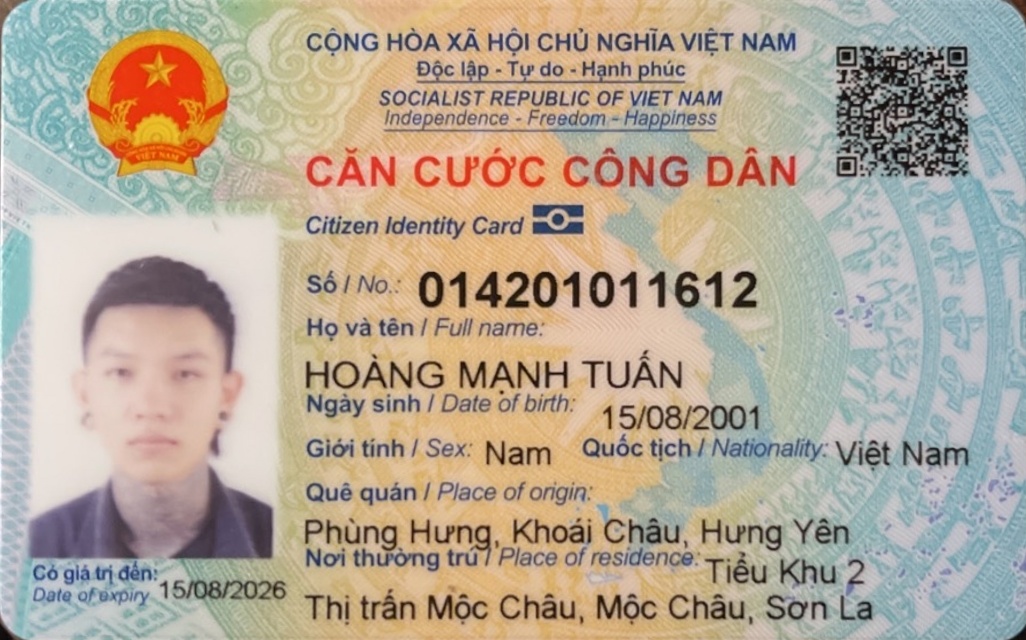 CỘNG HÒA XÃ HỘI CHỦ NGHĨA VIỆT NAM
Độc lập - Tự do - Hạnh phúc
SOCIALIST REPUBLIC OF VIET NAM
Independence - Freedom - Happiness
CĂN CƯỚC CÔNG DÂN
Citizen Identity Card
Số / No.: 014201011612
Họ và tên / Full name:
HOÀNG MẠNH TUẤN
Ngày sinh / Date of birth: 15/08/2001
Giới tính / Sex: Nam Quốc tịch / Nationality: Việt Nam
Quê quán / Place of origin:
Phùng Hưng, Khoái Châu, Hưng Yên
Nơi thường trú / Place of residence: Tiểu Khu 2
Thị trấn Mộc Châu, Mộc Châu, Sơn La
Có giá trị đến: 15/08/2026
Date of expiry